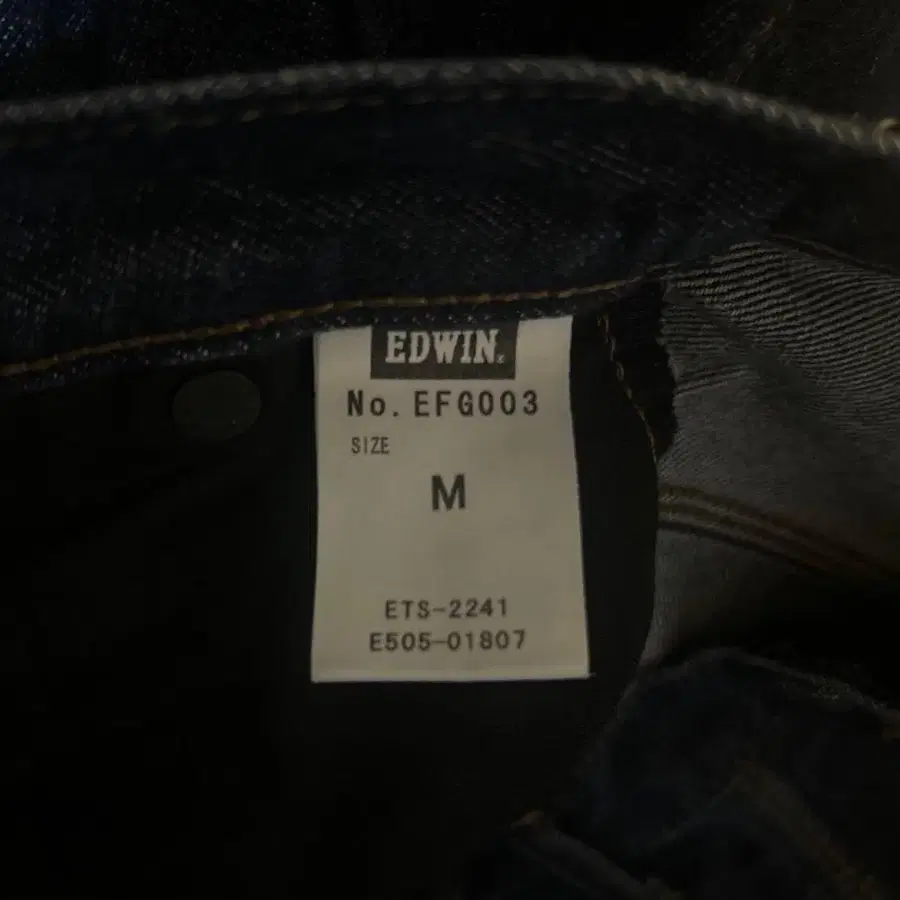 EDWIN.
No. EFG003
SIZE
M
ETS-2241
E505-01807